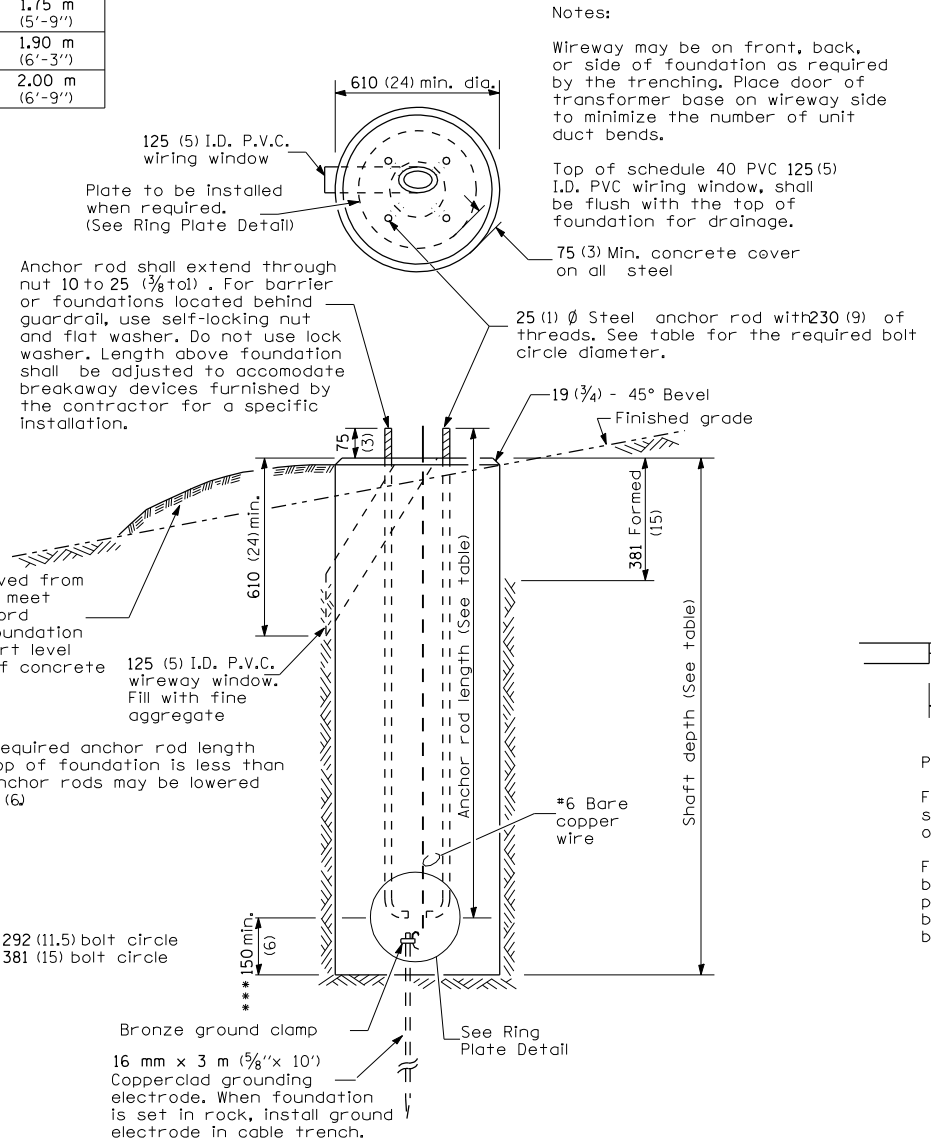 1.75 m
(5'-9'')
1.90 m
(6'-3'')
2.00 m
(6'-9'')
Notes:
Wireway may be on front, back,
or side of foundation as required
by the trenching. Place door of
transformer base on wireway side
to minimize the number of unit
duct bends.
Top of schedule 40 PVC 125(5)
I.D. PVC wiring window, shall
be flush with the top of
foundation for drainage.
610 (24) min. dia.
125 (5) I.D. P.V.C.
wiring window
Plate to be installed
when required.
(See Ring Plate Detail)
75 (3) Min. concrete cover
on all steel
Anchor rod shall extend through
nut 10 to 25 (3/8 to1) . For barrier
or foundations located behind
guardrail, use self-locking nut
and flat washer. Do not use lock
washer. Length above foundation
shall be adjusted to accomodate
breakaway devices furnished by
the contractor for a specific
installation.
25 (1) Ø Steel anchor rod with230 (9) of
threads. See table for the required bolt
circle diameter.
19 (3/4) - 45° Bevel
Finished grade
75
(3)
610 (24) min.
381 Formed
(15)
Anchor rod length (See table)
Shaft depth (See table)
ved from
meet
ord
oundation
rt level
f concrete
125 (5) I.D. P.V.C.
wireway window.
Fill with fine
aggregate
equired anchor rod length
op of foundation is less than
nchor rods may be lowered
(6)
#6 Bare
copper
wire
292 (11.5) bolt circle
381 (15) bolt circle
***150 min.
(6)
Bronze ground clamp
See Ring
Plate Detail
16 mm x 3 m (5/8''x 10')
Copperclad grounding
electrode. When foundation
is set in rock, install ground
electrode in cable trench.
P
F
s
o
F
b
p
b
b